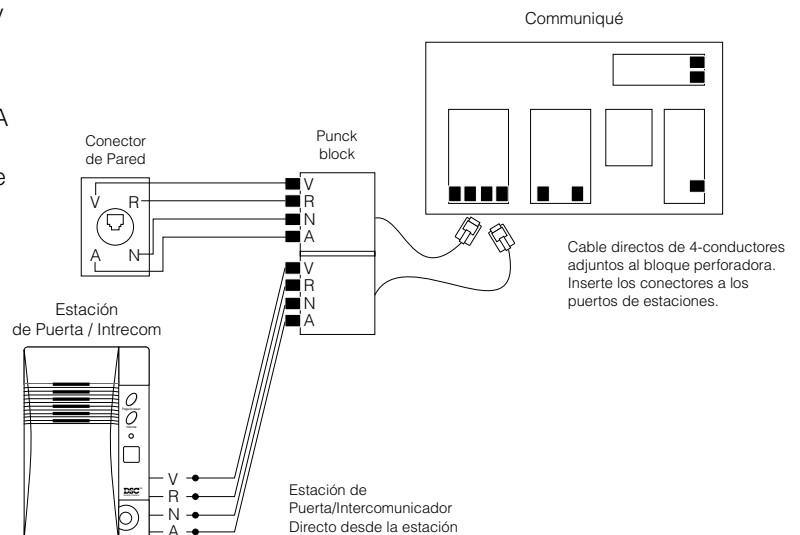 y
A
e
Communiqué
Conector
de Pared
Punck
block
V R
A N
V
R
N
A
V
R
N
A
Cable directos de 4-conductores
adjuntos al bloque perforadora.
Inserte los conectores a los
puertos de estaciones.
Estación
de Puerta / Intrecom
DSC
V
R
N
A
Estación de
Puerta/Intercomunicador
Directo desde la estación